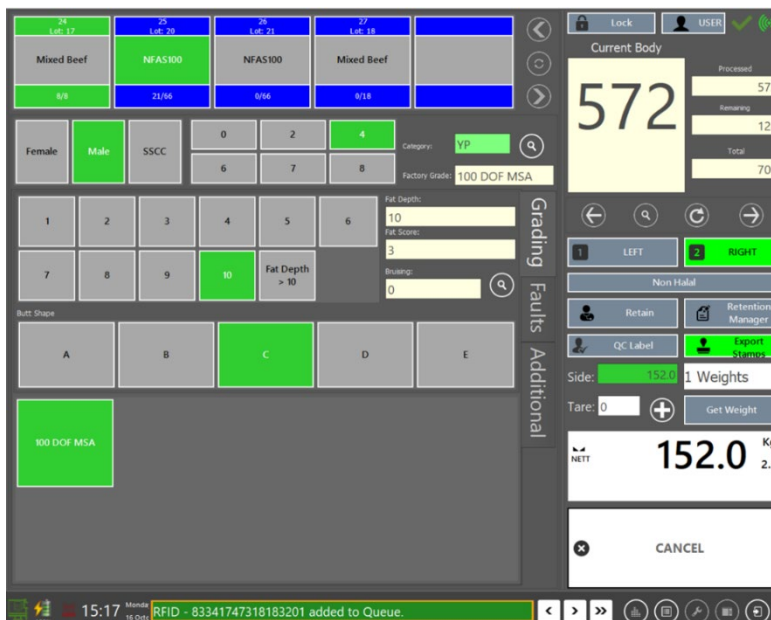 24
Lot: 17
Mixed Beef
8/8
25
Lot: 20
NFAS100
21/66
26
Lot: 21
NFAS100
0/66
27
Lot: 18
Mixed Beef
0/18
Female
Male
SSCC
0
2
4
6
7
8
Category:
YP
Factory Grade:
100 DOF MSA
1
2
3
4
5
6
7
8
9
10
Fat Depth
> 10
Fat Depth:
10
Fat Score:
3
Bruising:
0
Grading
Faults
Additional
Butt Shape
A
B
C
D
E
100 DOF MSA
Lock
USER
Current Body
572
Processed
57
Remaining
12
Total
70
1 LEFT
2 RIGHT
Non Halal
Retain
Retention
Manager
QC Label
Export
Stamps
Side: 152.0
1 Weights
Tare: 0
Get Weight
NETT
152.0
2.
CANCEL
15:17
RFID - 83341747318183201 added to Queue.